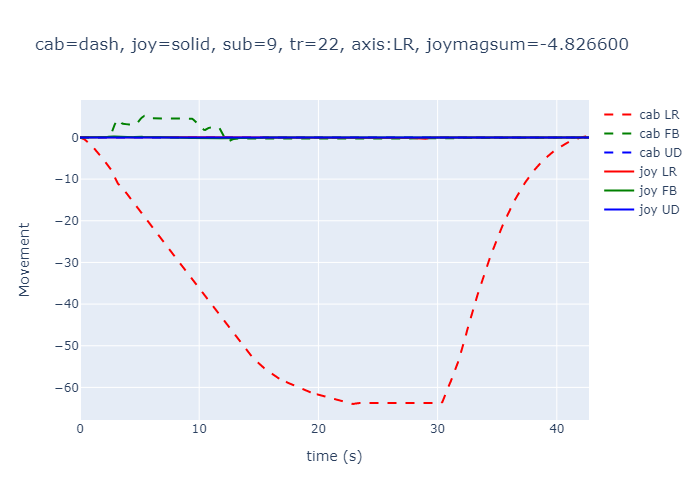 cab=dash, joy=solid, sub=9, tr=22, axis:LR, joymagsum=-4.826600
cab LR
cab FB
cab UD
joy LR
joy FB
joy UD
0
−10
−20
−30
−40
−50
−60
Movement
0 10 20 30 40
time (s)